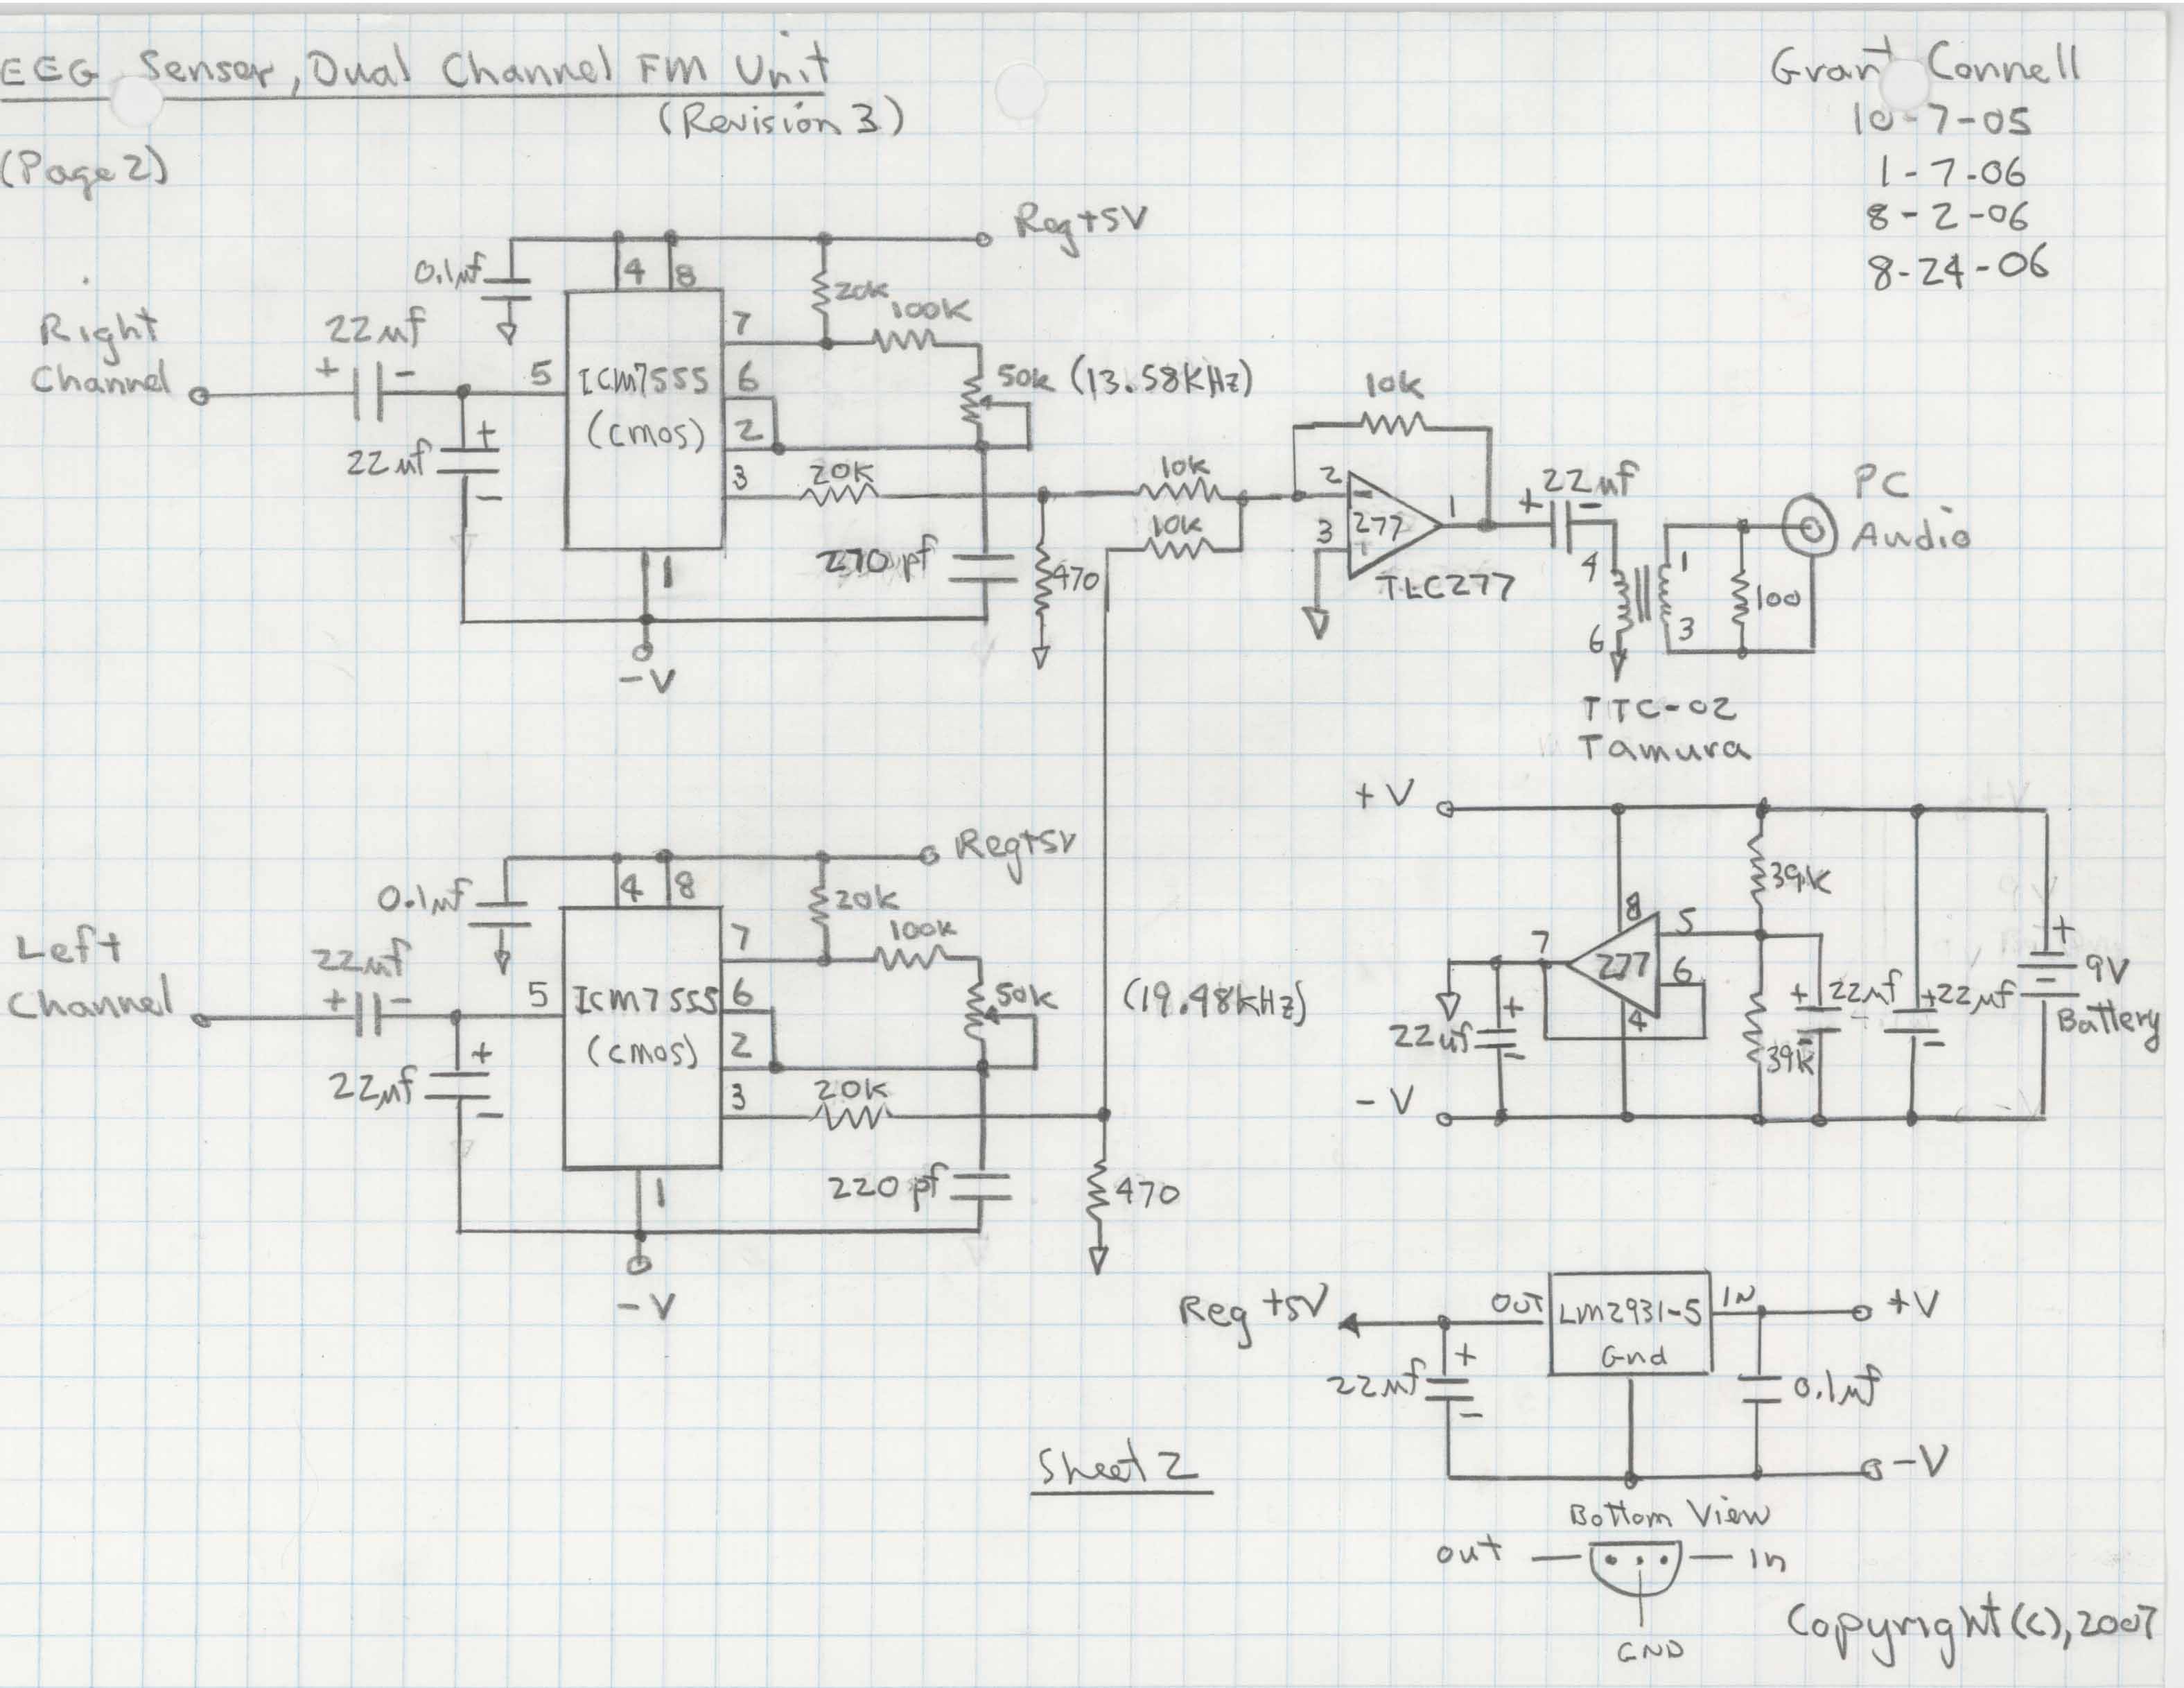 EEG Sensor, Dual Channel FM Unit
(Revision 3)
(Page 2)
Grant Connell
10-7-05
1-7-06
8-2-06
8-24-06
Reg+5V
0.1uf
4 8
20K
100K
Right
Channel
22uf
+ -
5
ICM7555
(cmos)
7
6
2
3
50k (13.58KHz)
+
22uf
-
20K
270pf
470
1
-V
10k
10k
10k
2
3
-
+
277
1
TLC277
22uf
+ -
4
6
1
3
100
PC
Audio
TTC-02
Tamura
Reg+5V
0.1uf
4 8
20k
100k
Left
Channel
22uf
+ -
5
ICM7555
(cmos)
7
6
2
3
50k
(19.48kHz)
+
22uf
-
20K
220pf
470
1
-V
+V
39K
8
5
7
277
6
4
+
22uf
-
39K
+
22uf
-
+22uf
-
+
9V
Battery
-V
Reg +5V
OUT
LM2931-5
Gnd
IN
+V
+
22uf
-
0.1uf
-V
Sheet 2
Bottom View
out
In
GND
Copyright (c), 2007